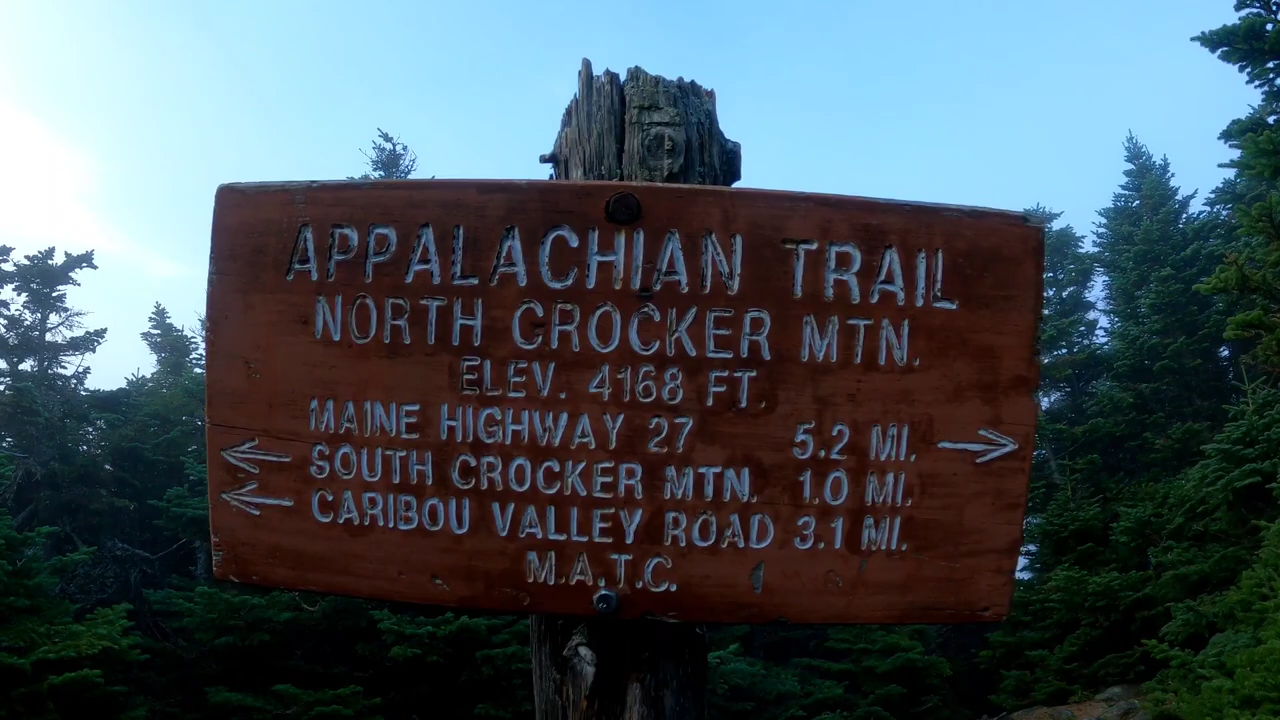 APPALACHIAN TRAIL
NORTH CROCKER MTN.
ELEV. 4168 FT.
MAINE HIGHWAY 27 5.2 MI. →
← SOUTH CROCKER MTN. 1.0 MI.
← CARIBOU VALLEY ROAD 3.1 MI.
M.A.T.C.